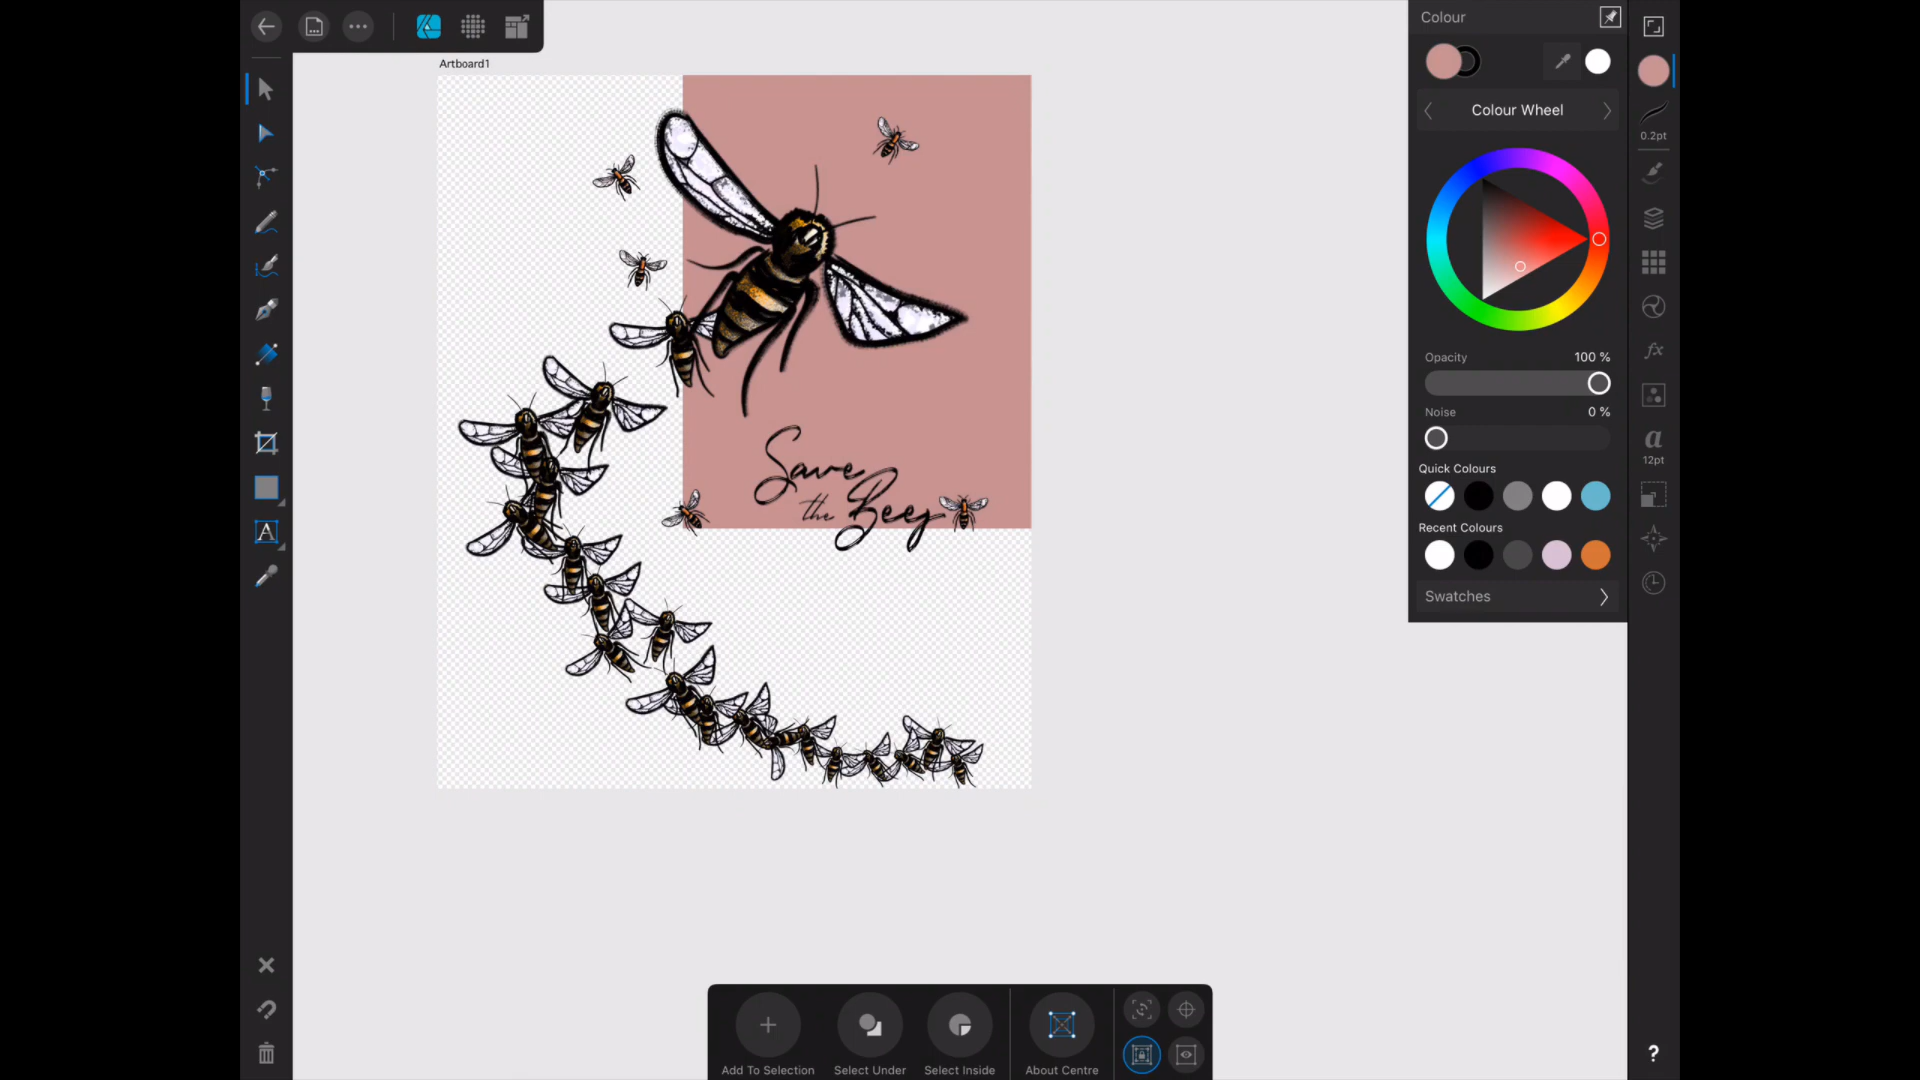 Artboard1
Save
the Bees
Colour
Colour Wheel
Opacity 100 %
Noise 0 %
Quick Colours
Recent Colours
Swatches
0.2pt
fx
a
12pt
A
Add To Selection
Select Under
Select Inside
About Centre
?